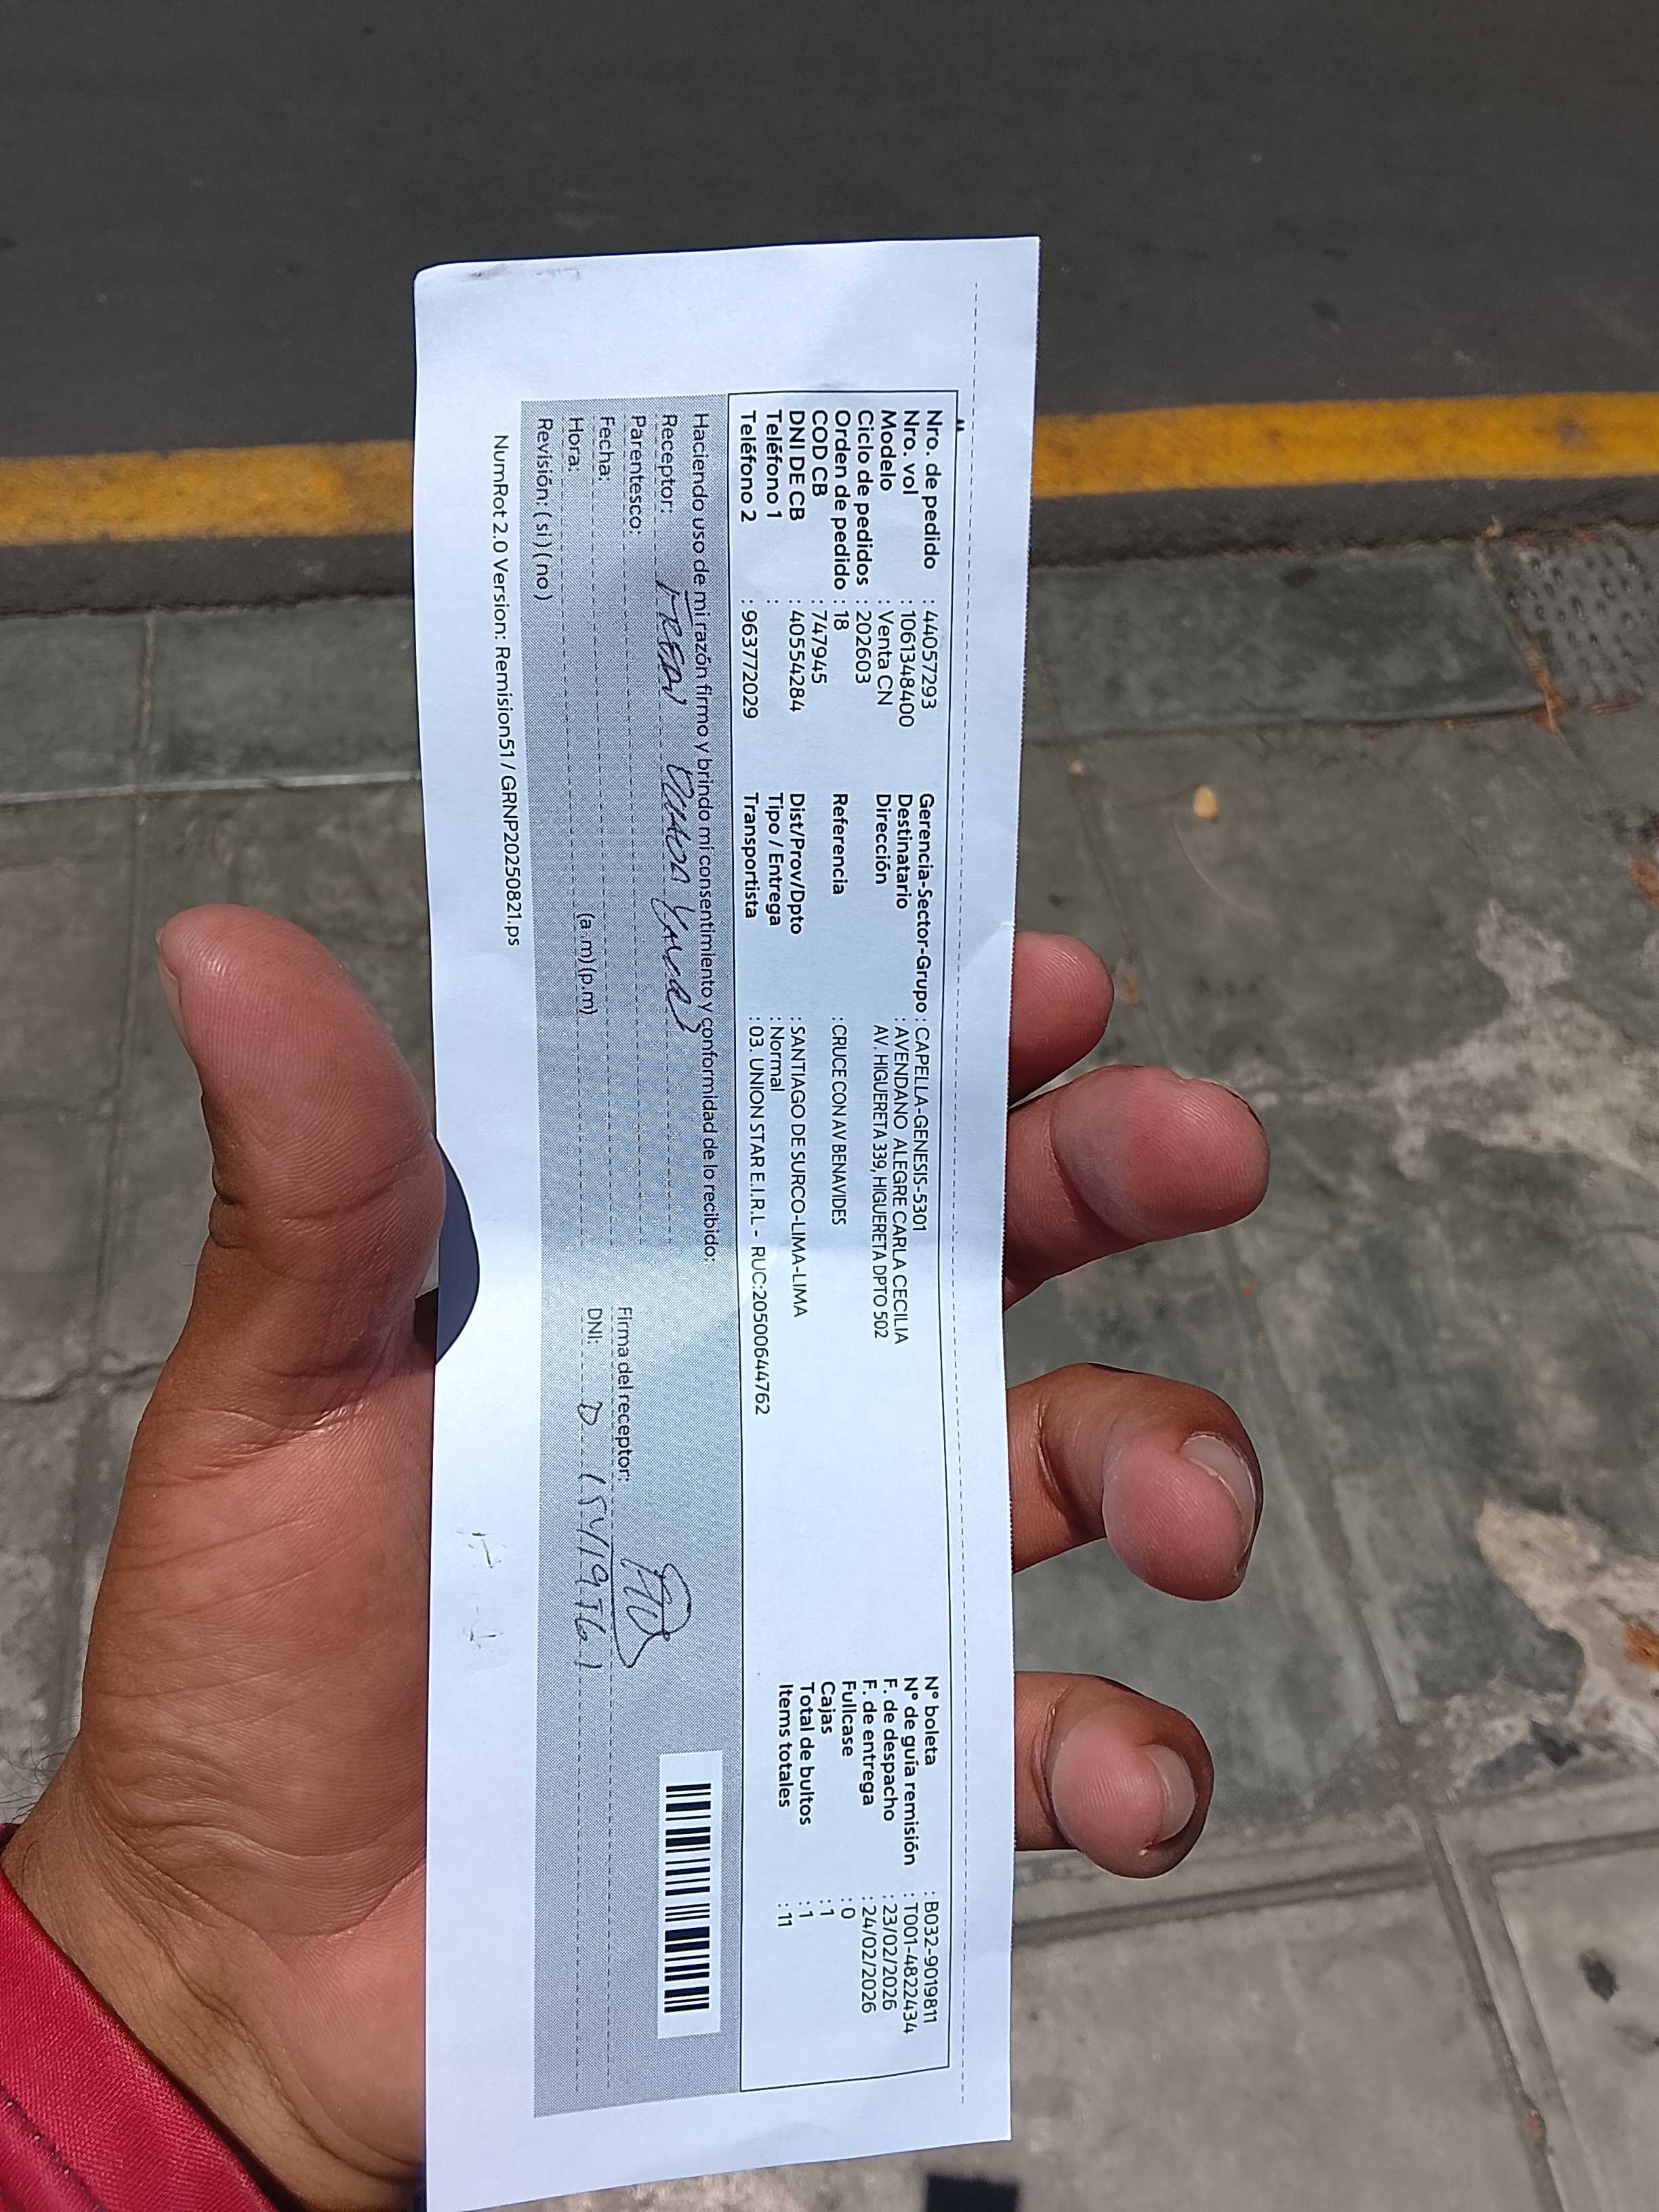 Nro. de pedido : 44057293
Nro. vol : 1061348400
Modelo : Venta CN
Ciclo de pedidos : 202603
Orden de pedido : 18
COD CB : 747945
DNI DE CB : 40554284
Teléfono 1 :
Teléfono 2 : 963772029
Gerencia-Sector-Grupo : CAPELLA-GENESIS-5301
Destinatario : AVENDANO ALEGRE CARLA CECILIA
Dirección AV. HIGUERETA 339, HIGUERETA DPTO 502
Referencia : CRUCE CON AV BENAVIDES
Dist/Prov/Dpto : SANTIAGO DE SURCO-LIMA-LIMA
Tipo / Entrega : Normal
Transportista : 03. UNION STAR E.I.R.L - RUC:20500644762
N° boleta : B032-9019811
N° de guía remisión : T001-4822434
F. de despacho : 23/02/2026
F. de entrega : 24/02/2026
Fullcase : 0
Cajas : 1
Total de bultos : 1
Items totales : 11
Haciendo uso de mi razón firmo y brindo mi consentimiento y conformidad de lo recibido:
Receptor: FREDY
Parentesco:
Fecha:
Hora: (a.m) (p.m)
Revisión: ( si ) ( no )
Firma del receptor:
DNI:
NumRot 2.0 Version: Remision51 / GRNP20250821.ps